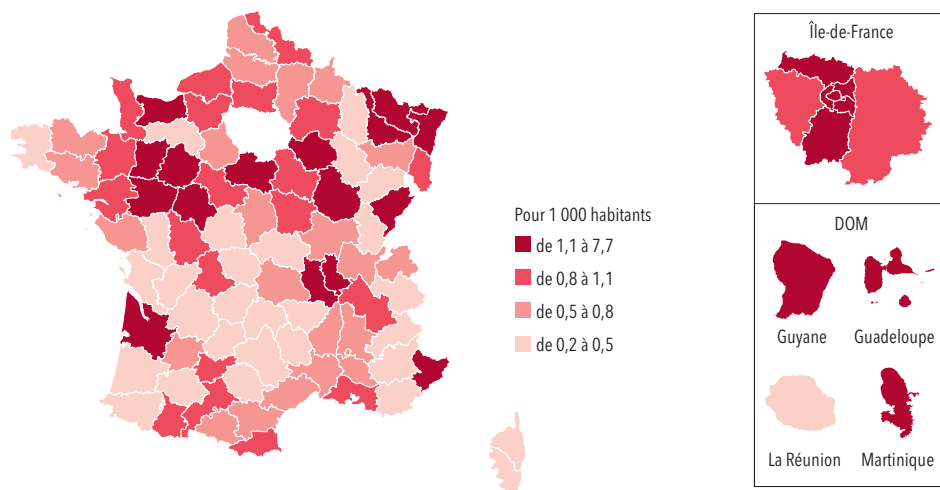 Île-de-France
Pour 1 000 habitants
de 1,1 à 7,7
de 0,8 à 1,1
de 0,5 à 0,8
de 0,2 à 0,5
DOM
Guyane
Guadeloupe
La Réunion
Martinique